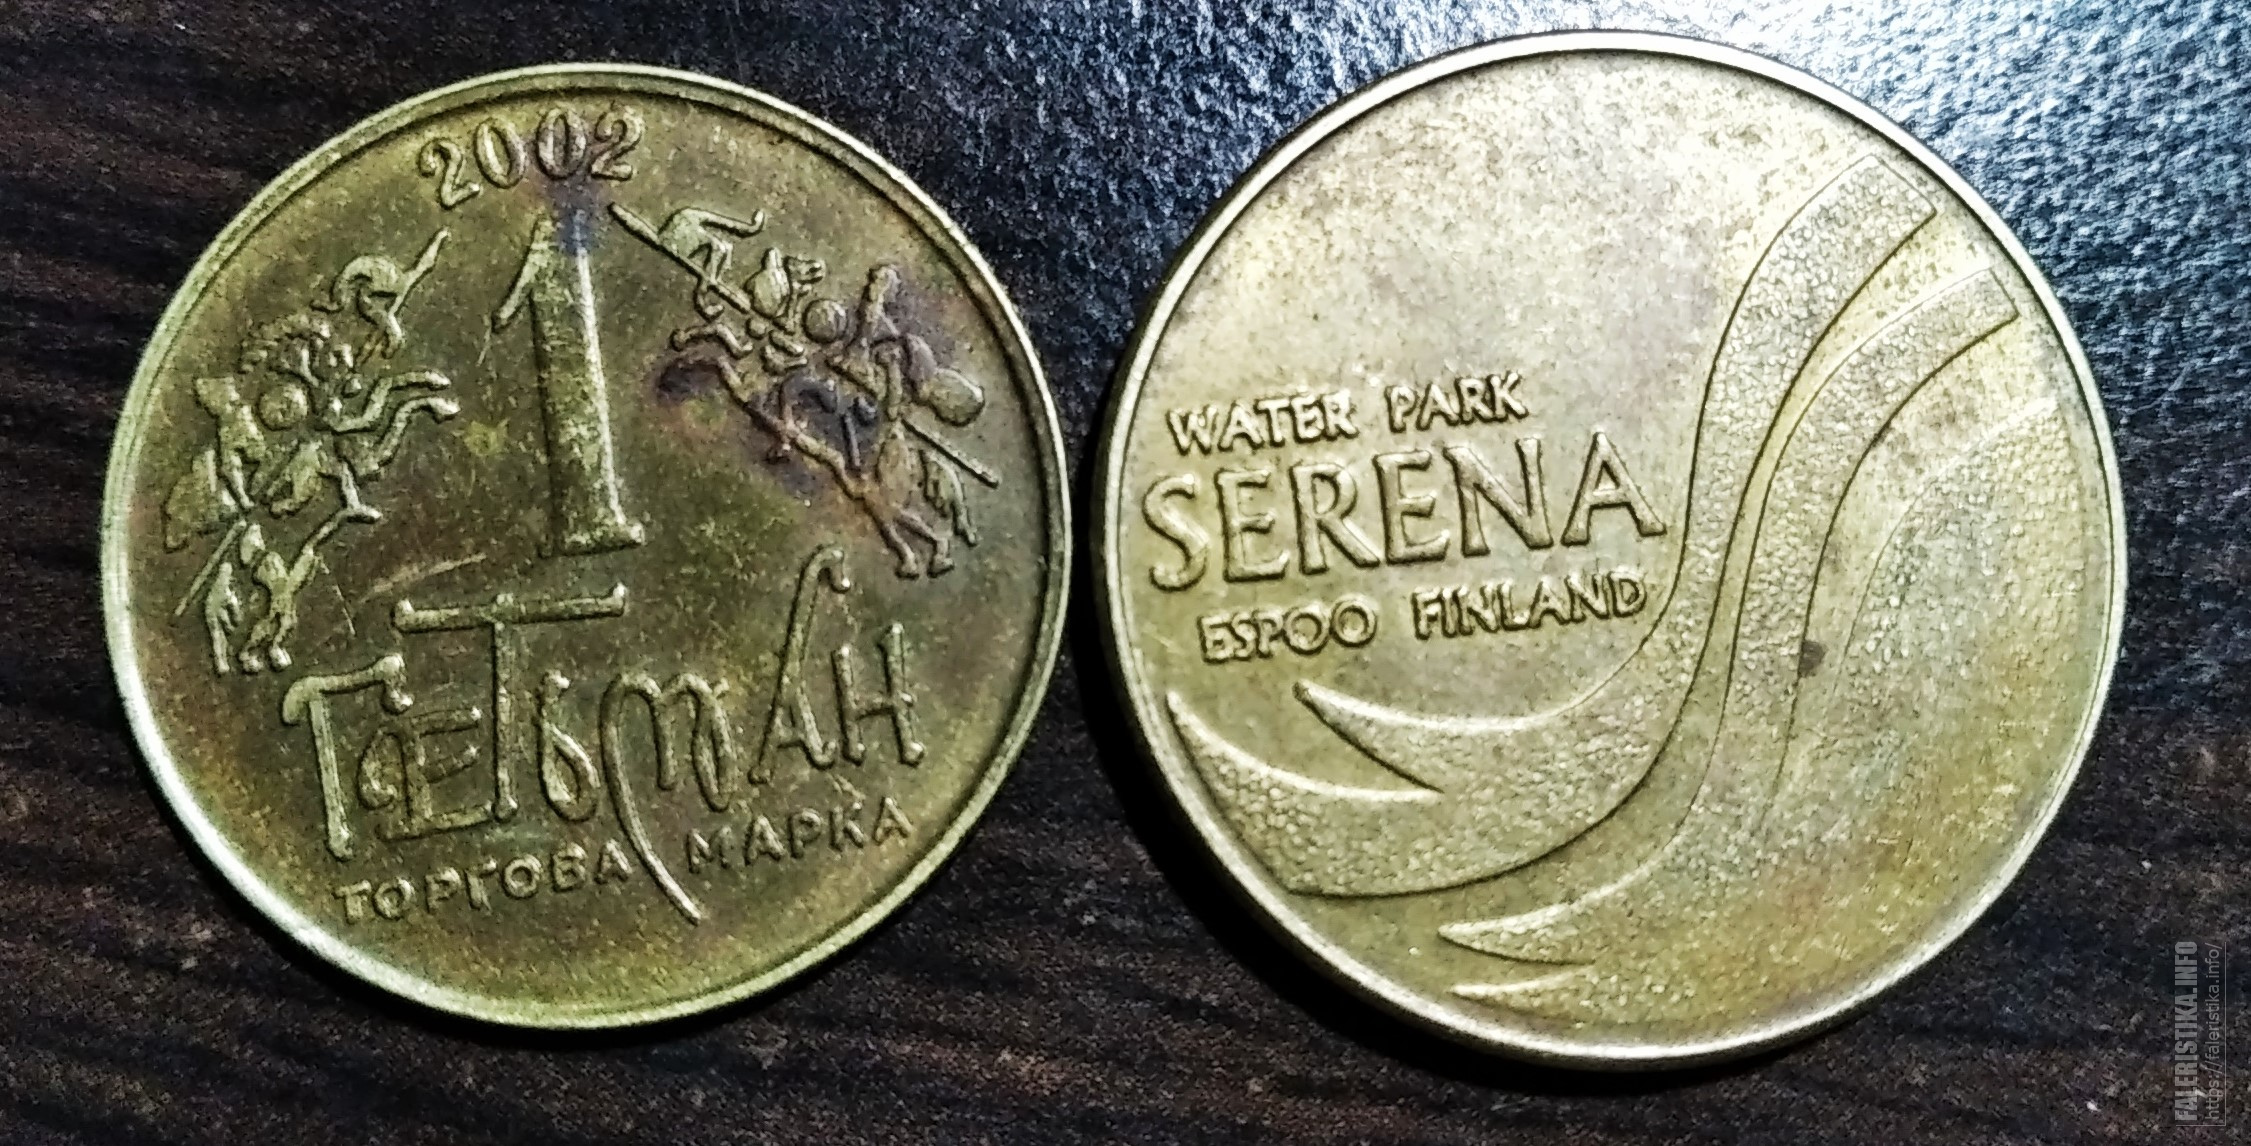 2002
1
ГЕТЬМАН
ТОРГОВА МАРКА
WATER PARK
SERENA
ESPOO FINLAND
FALERISTIKA.INFO
https://faleristika.info/